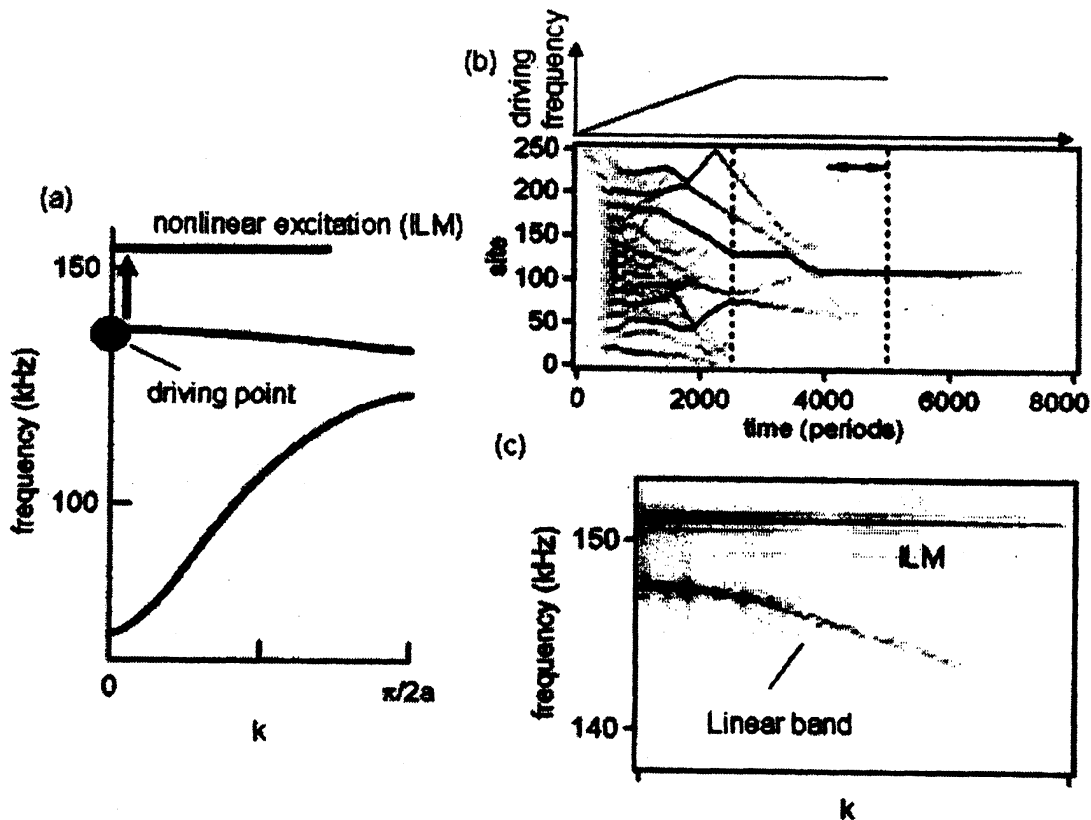 (a)
nonlinear excitation (ILM)
150
driving point
100
frequency (kHz)
0
π/2a
k
(b)
driving
frequency
250
200
150
100
50
0
site
0
2000
4000
6000
8000
time (periods)
(c)
150
ILM
frequency (kHz)
Linear band
140
k